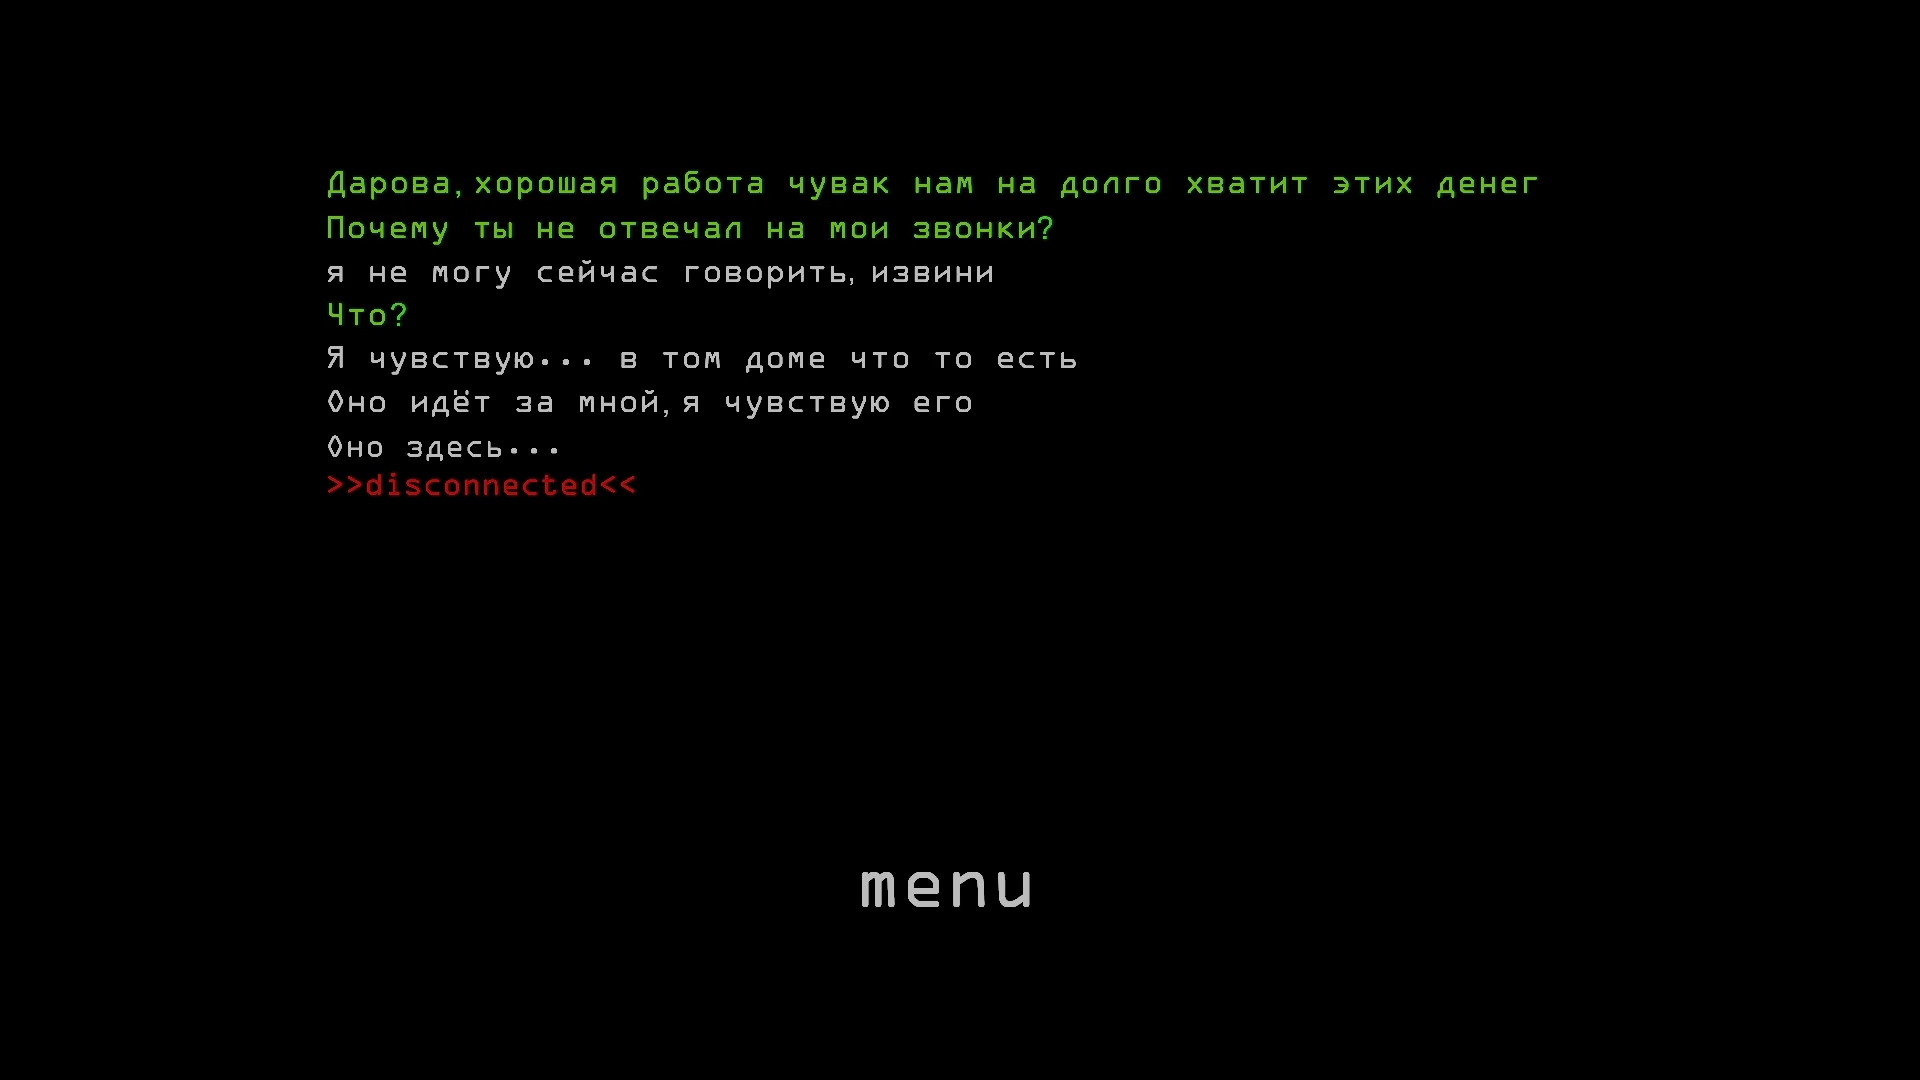 Дарова, хорошая работа чувак нам на долго хватит этих денег
Почему ты не отвечал на мои звонки?
я не могу сейчас говорить, извини
Что?
Я чувствую... в том доме что то есть
Оно идёт за мной, я чувствую его
Оно здесь...
>>disconnected<<
menu